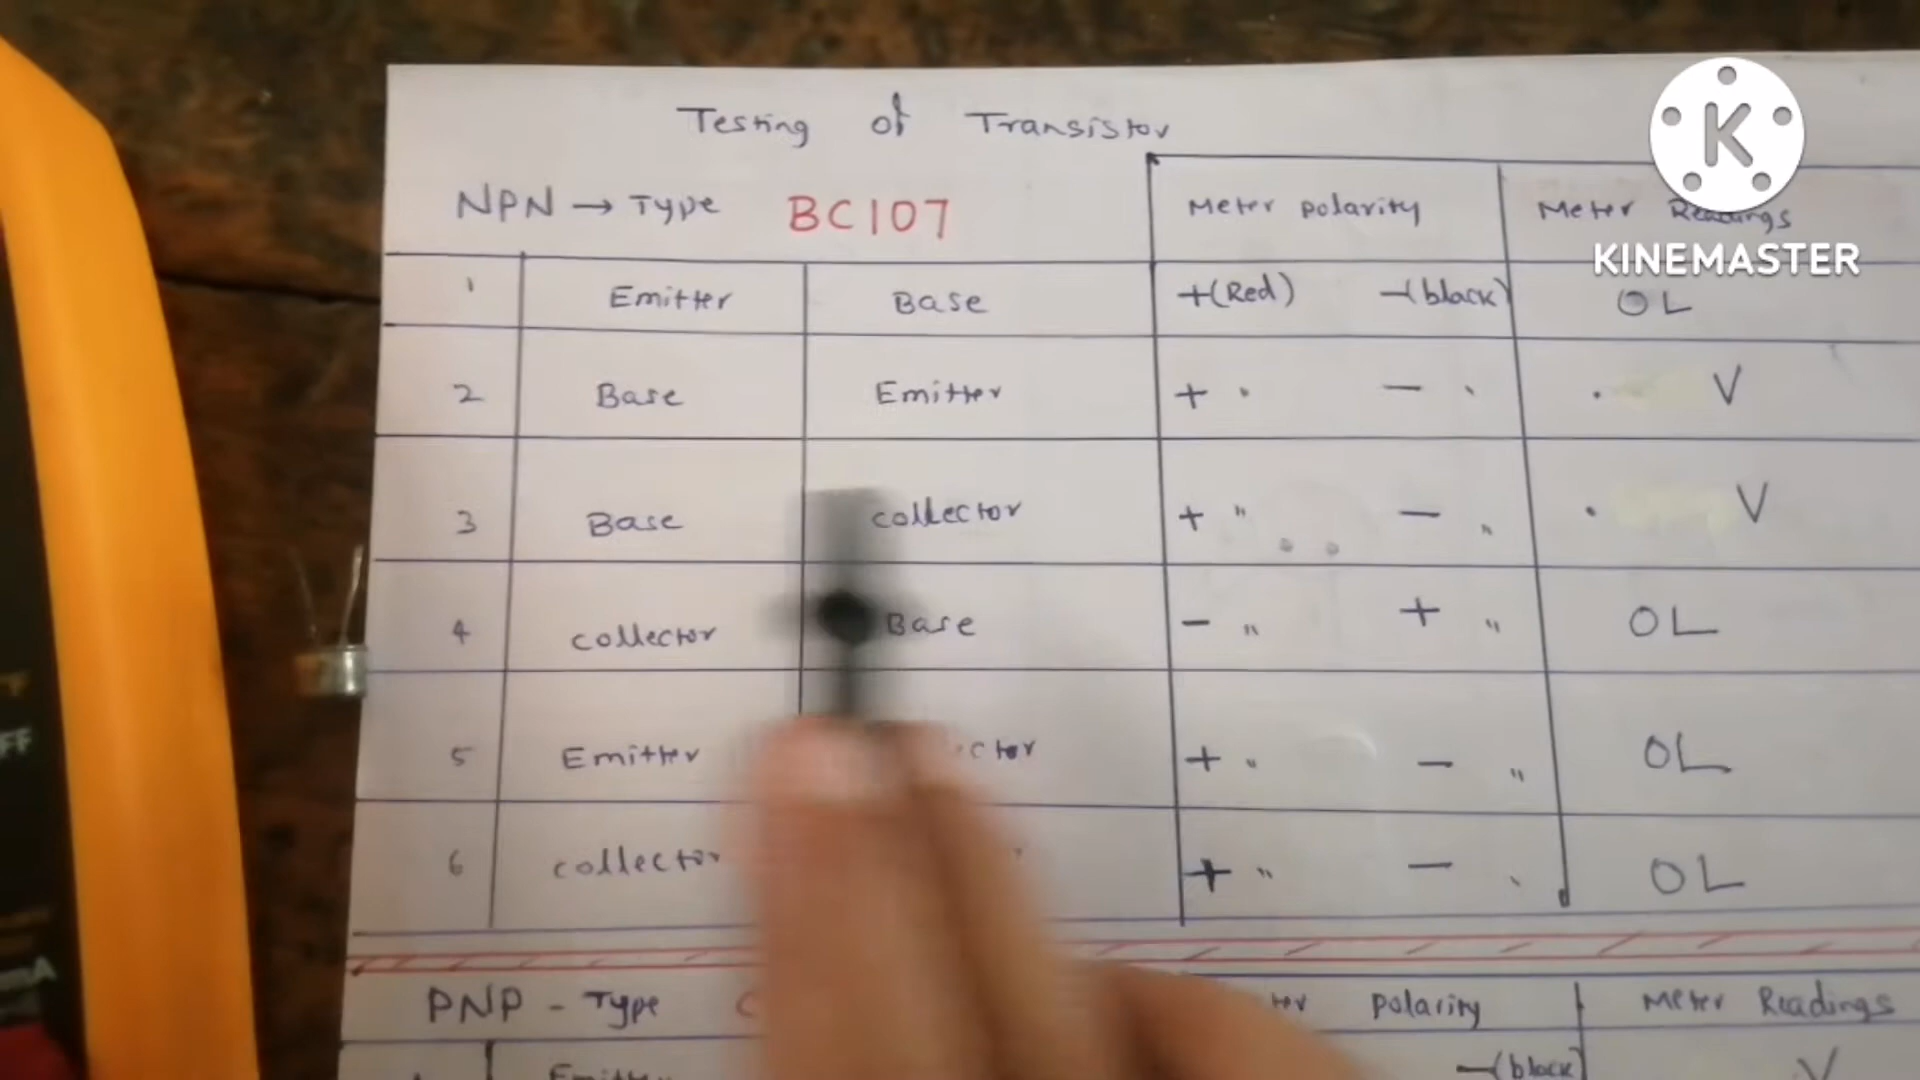 Testing of Transistor
NPN → Type BC107 Meter polarity Meter Readings
KINEMASTER
1 Emitter Base +(Red) -(black) OL
2 Base Emitter + - . V
3 Base collector + " - " . V
4 collector Base - " + " OL
5 Emitter + " - " OL
6 collector + " - OL
PNP - Type polarity Meter Readings
-(black) V
FF